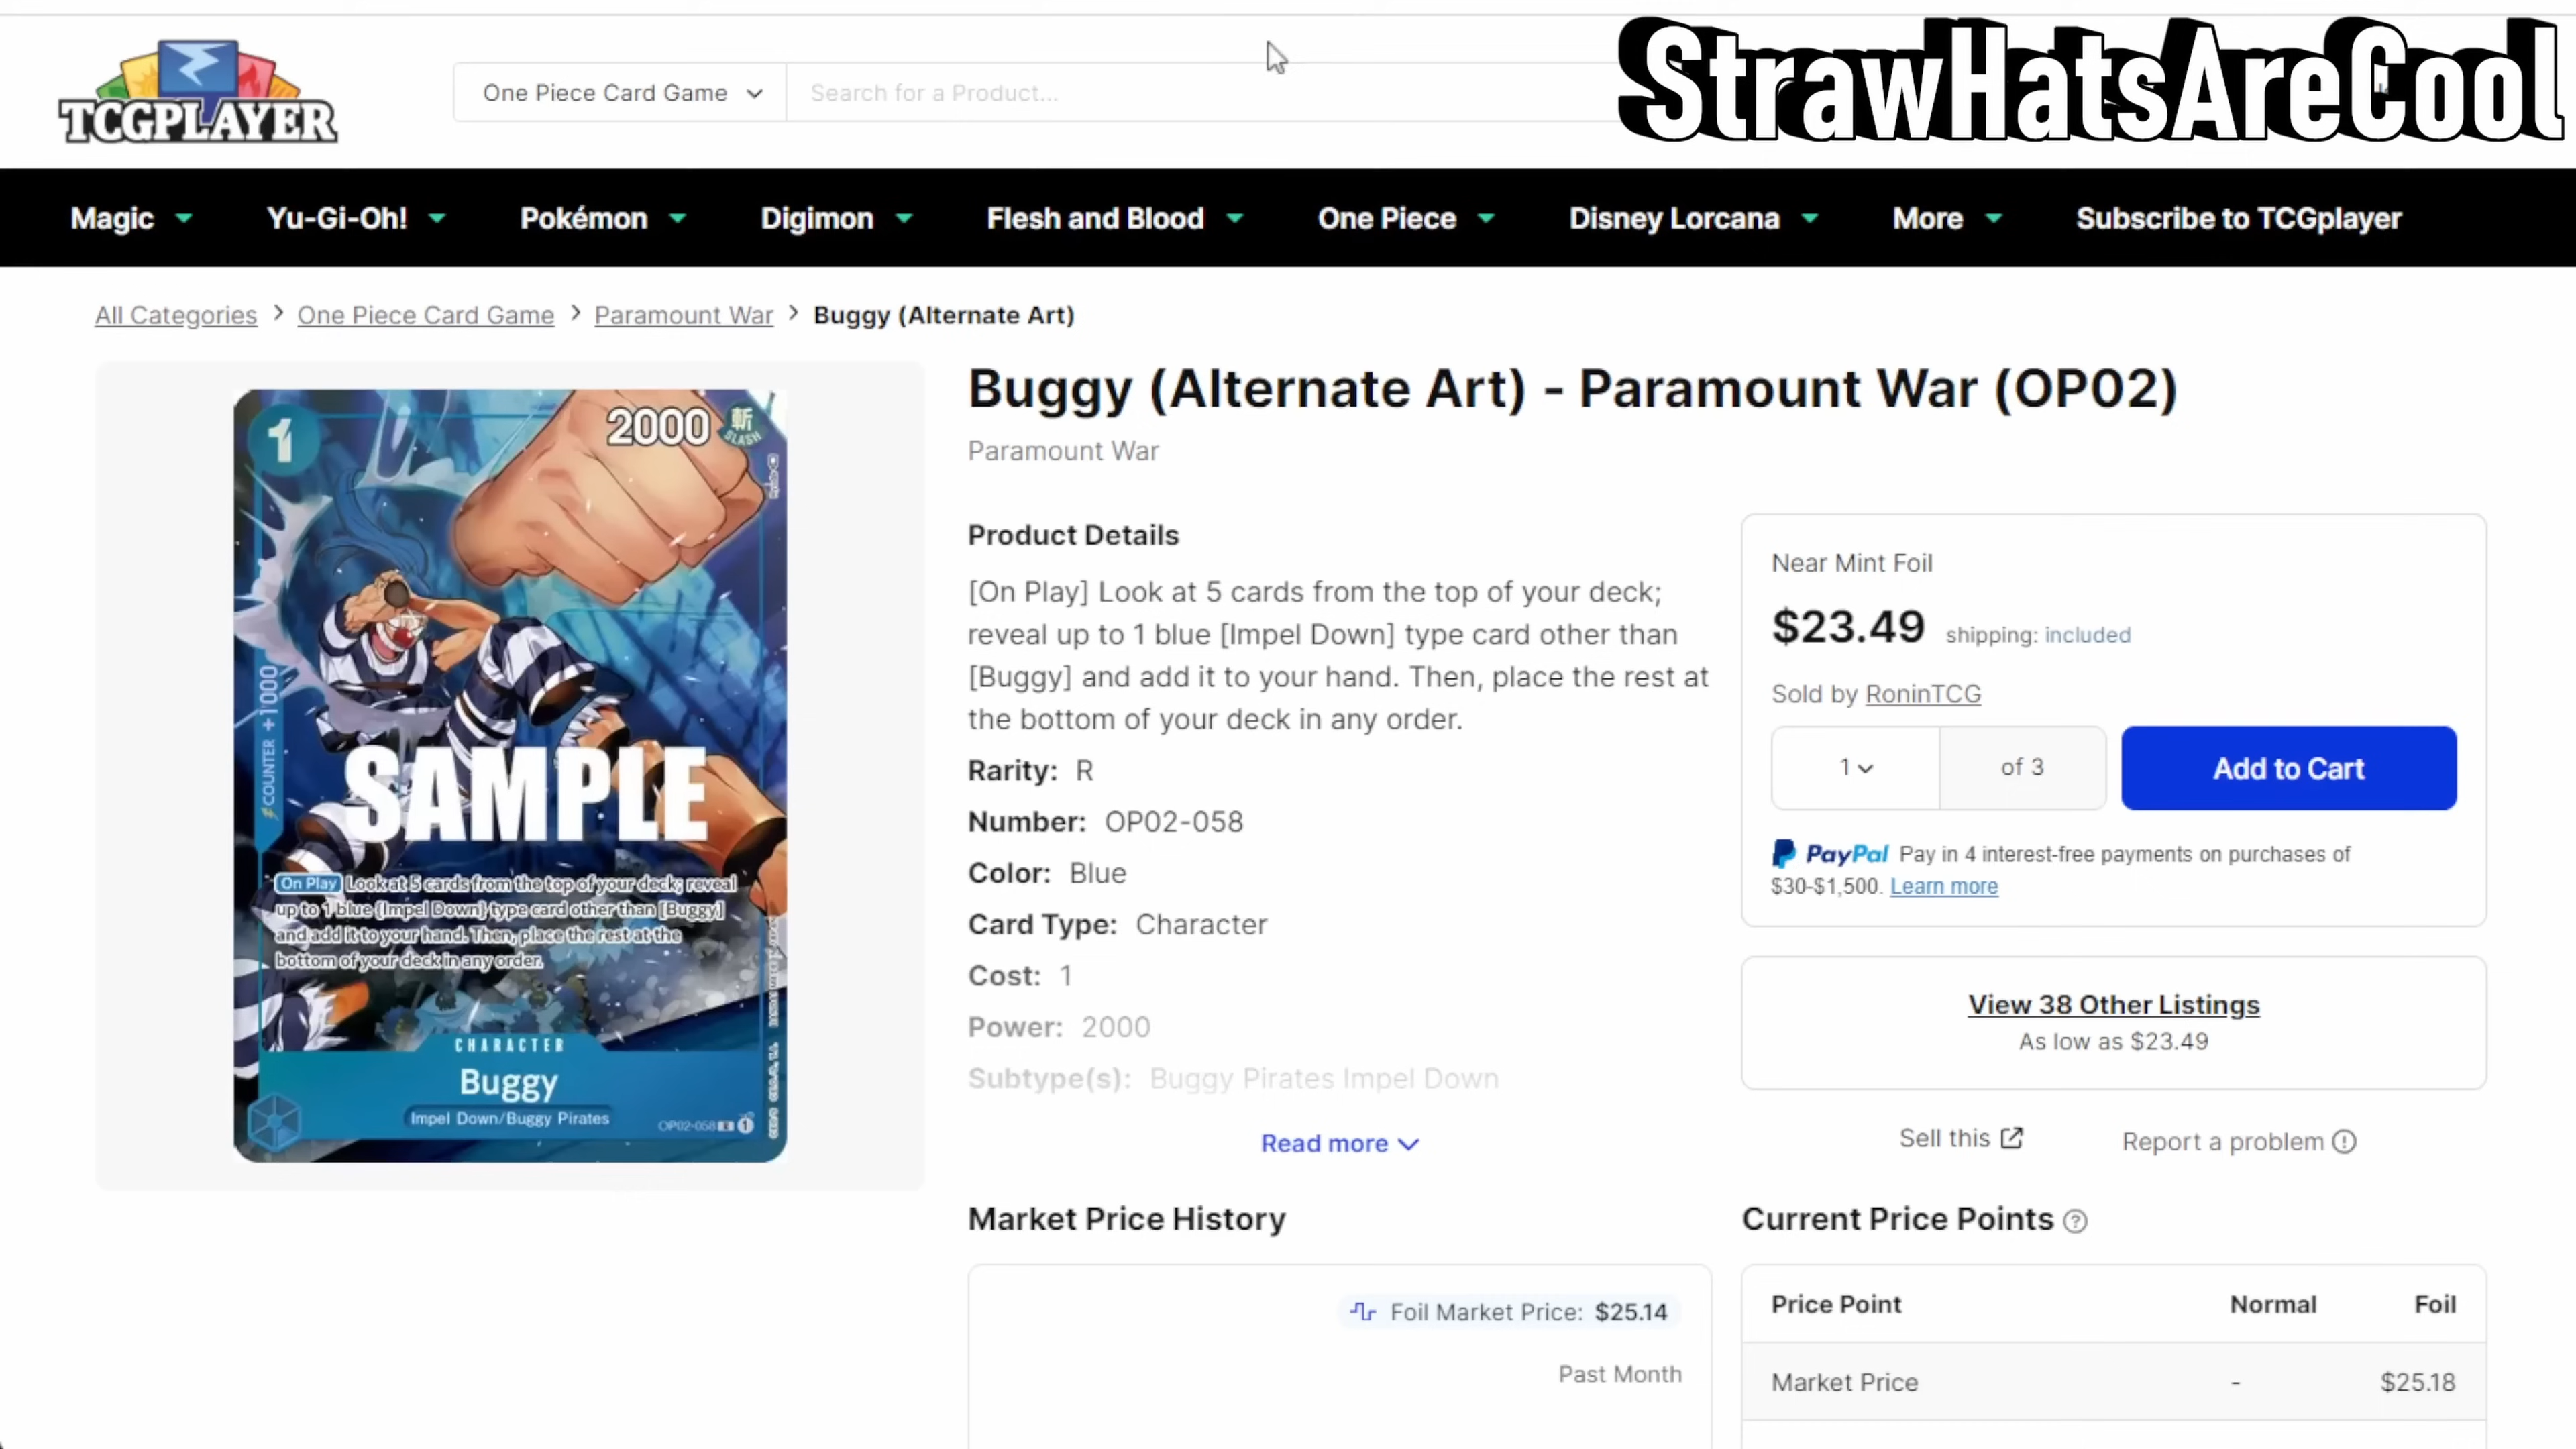 StrawHatsAreCool
TCGPLAYER
One Piece Card Game
Search for a Product...
Magic
Yu-Gi-Oh!
Pokémon
Digimon
Flesh and Blood
One Piece
Disney Lorcana
More
Subscribe to TCGplayer
All Categories > One Piece Card Game > Paramount War > Buggy (Alternate Art)
1
2000
斬
SLASH
COUNTER +1000
SAMPLE
On Play Look at 5 cards from the top of your deck; reveal
up to 1 blue {Impel Down} type card other than [Buggy]
and add it to your hand. Then, place the rest at the
bottom of your deck in any order.
CHARACTER
Buggy
Impel Down/Buggy Pirates
OP02-058 R 1
Buggy (Alternate Art) - Paramount War (OP02)
Paramount War
Product Details
[On Play] Look at 5 cards from the top of your deck;
reveal up to 1 blue [Impel Down] type card other than
[Buggy] and add it to your hand. Then, place the rest at
the bottom of your deck in any order.
Rarity: R
Number: OP02-058
Color: Blue
Card Type: Character
Cost: 1
Power: 2000
Subtype(s): Buggy Pirates Impel Down
Read more
Near Mint Foil
$23.49 shipping: included
Sold by RoninTCG
1 of 3
Add to Cart
PayPal Pay in 4 interest-free payments on purchases of
$30-$1,500. Learn more
View 38 Other Listings
As low as $23.49
Sell this
Report a problem
Market Price History
Foil Market Price: $25.14
Past Month
Current Price Points
Price Point Normal Foil
Market Price - $25.18